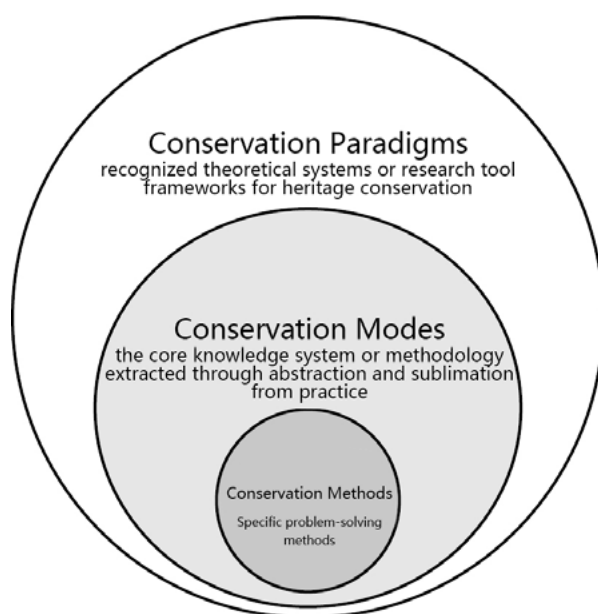 Conservation Paradigms
recognized theoretical systems or research tool
frameworks for heritage conservation
Conservation Modes
the core knowledge system or methodology
extracted through abstraction and sublimation
from practice
Conservation Methods
Specific problem-solving
methods